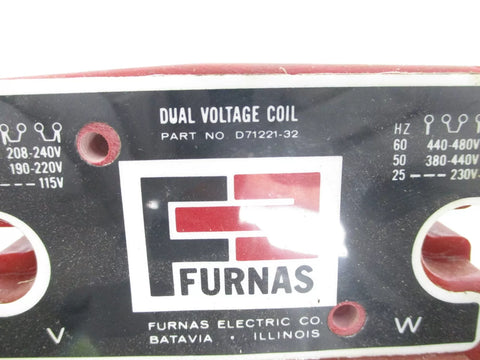 DUAL VOLTAGE COIL
PART NO. D71221-32
208-240V
190-220V
115V
HZ
60 440-480V
50 380-440V
25 --- 230V
FURNAS
V
W
FURNAS ELECTRIC CO.
BATAVIA · ILLINOIS